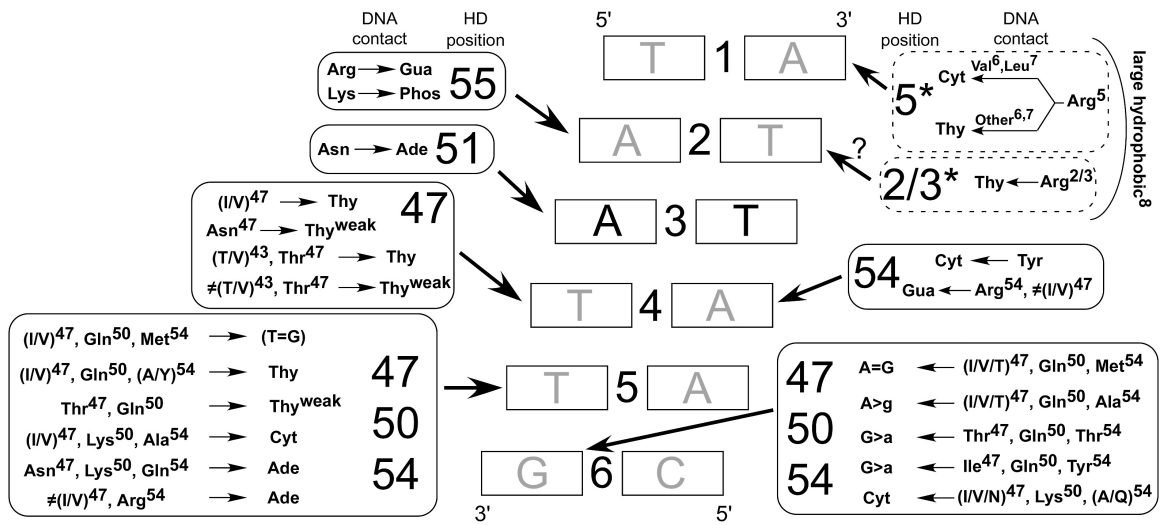 DNA contact HD position
Arg → Gua
Lys → Phos
55
Asn → Ade 51
(I/V)47 → Thy
Asn47 → Thyweak
(T/V)43, Thr47 → Thy
≠(T/V)43, Thr47 → Thyweak
47
(I/V)47, Gln50, Met54 → (T=G)
(I/V)47, Gln50, (A/Y)54 → Thy
Thr47, Gln50 → Thyweak
(I/V)47, Lys50, Ala54 → Cyt
Asn47, Lys50, Gln54 → Ade
≠(I/V)47, Arg54 → Ade
47
50
54
5' 3'
T 1 A
A 2 T
A 3 T
T 4 A
T 5 A
G 6 C
3' 5'
HD position DNA contact
5*
Val6,Leu7
Cyt
Arg5
Other6,7
Thy
?
2/3* Thy ← Arg2/3
large hydrophobic8
54
Cyt ← Tyr
Gua ← Arg54, ≠(I/V)47
47
50
54
A=G ← (I/V/T)47, Gln50, Met54
A>g ← (I/V/T)47, Gln50, Ala54
G>a ← Thr47, Gln50, Thr54
G>a ← Ile47, Gln50, Tyr54
Cyt ← (I/V/N)47, Lys50, (A/Q)54